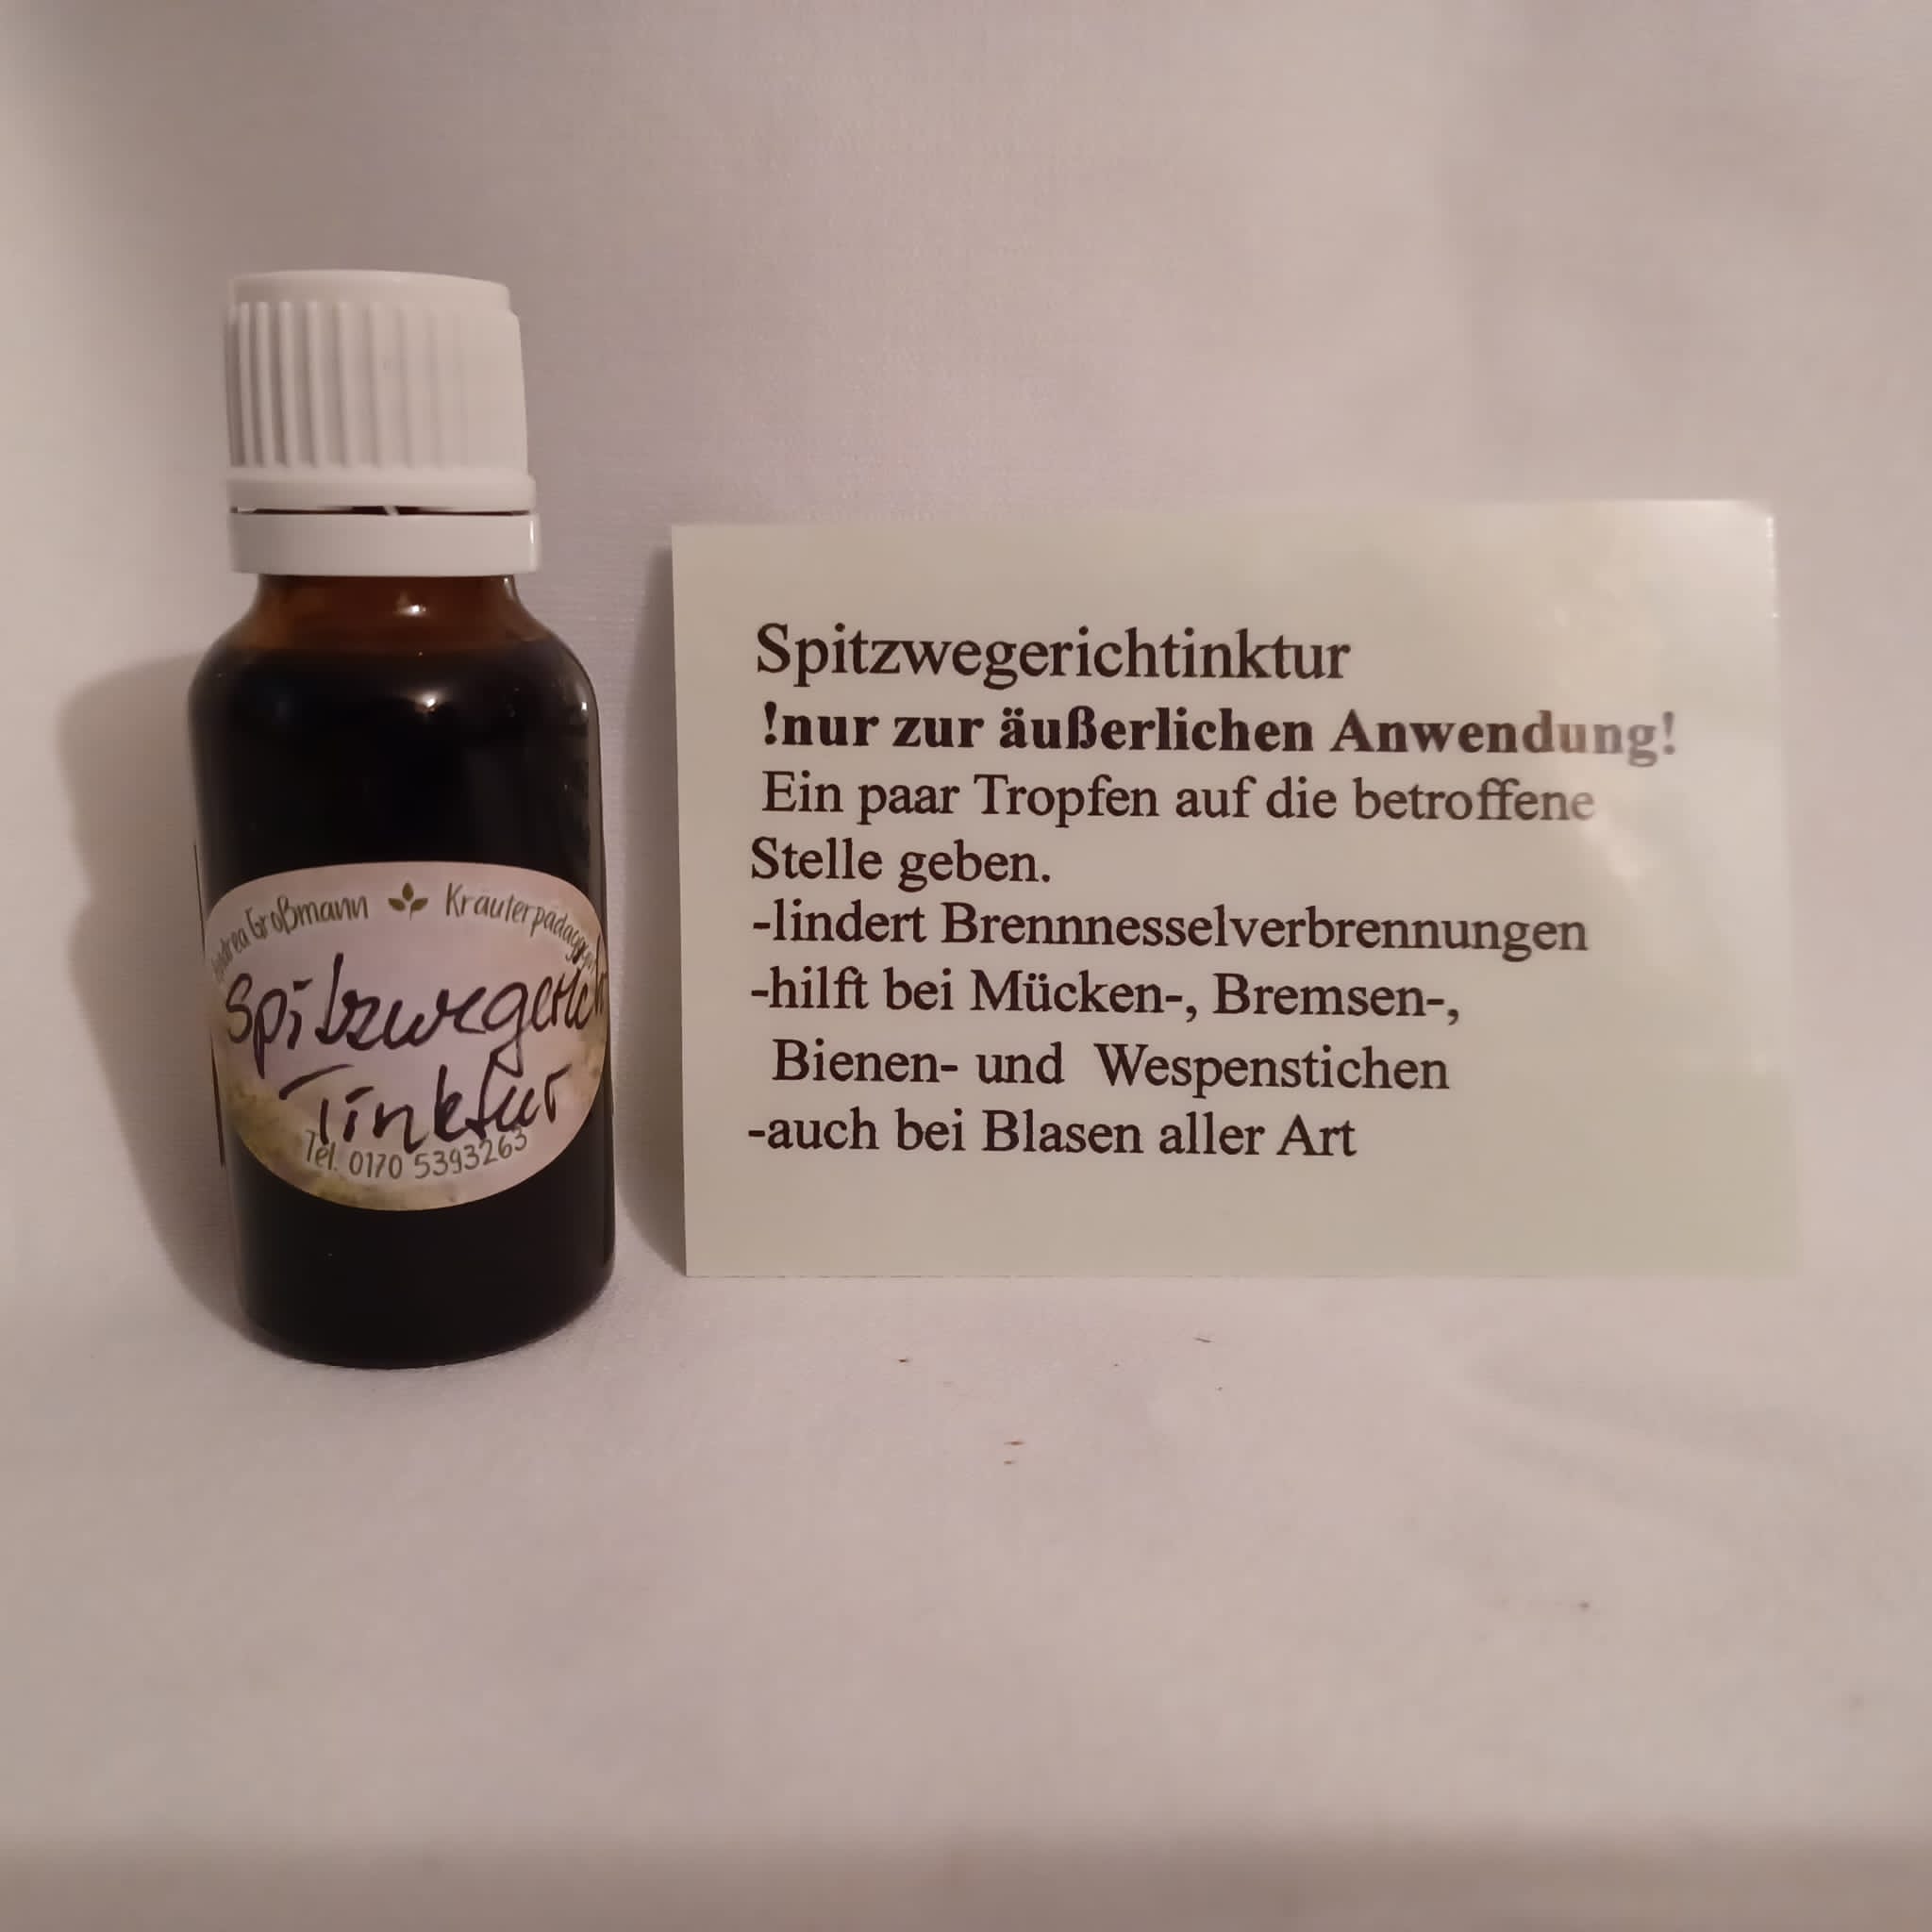 Andrea Großmann Kräuterpädagogin
Spitzwegerich
Tinktur
Tel. 0170 5393263
Spitzwegerichtinktur
!nur zur äußerlichen Anwendung!
Ein paar Tropfen auf die betroffene
Stelle geben.
-lindert Brennnesselverbrennungen
-hilft bei Mücken-, Bremsen-,
Bienen- und Wespenstichen
-auch bei Blasen aller Art